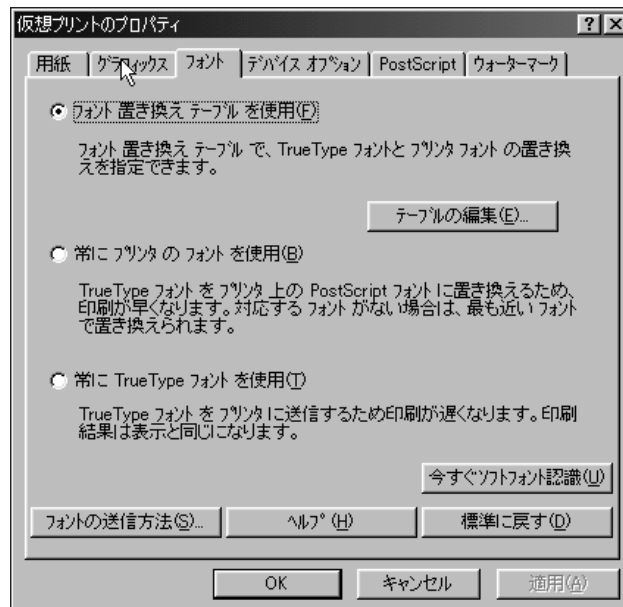 仮想プリントのプロパティ
用紙 グラフィックス フォント デバイス オプション PostScript ウォーターマーク
フォント 置き換え テーブル を使用(F)
フォント 置き換え テーブル で、TrueType フォントと プリンタ フォント の置き換
えを指定できます。
テーブルの編集(E)...
常に プリンタ の フォント を使用(B)
TrueType フォント を プリンタ 上の PostScript フォント に置き換えるため、
印刷が早くなります。対応する フォント がない場合は、最も近い フォント
で置き換えられます。
常に TrueType フォント を使用(T)
TrueType フォント を プリンタ に送信するため印刷が遅くなります。印刷
結果は表示と同じになります。
今すぐソフトフォント認識(U)
フォントの送信方法(S)... ヘルプ(H) 標準に戻す(D)
OK キャンセル 適用(A)